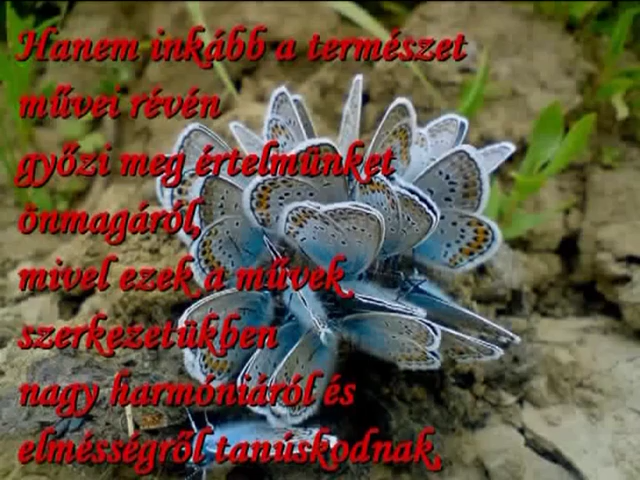 Hanem inkább a természet
művei révén
győzi meg értelmünket
önmagáról,
mivel ezek a művek
szerkezetükben
nagy harmóniáról és
elmésségről tanúskodnak.